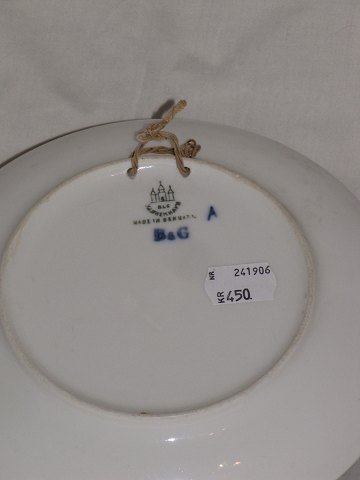 B&G
KJØBENHAVN
MADE IN DENMARK
A
B&G
NR. 241906
KR 450.